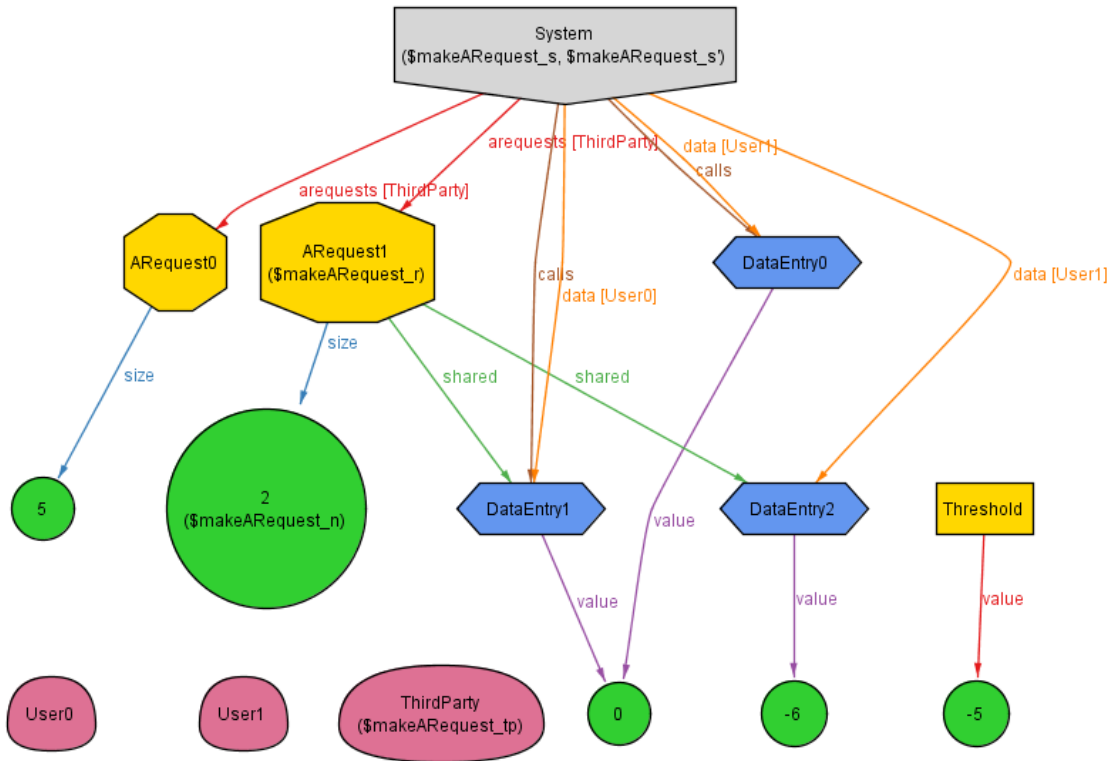 System
($makeARequest_s, $makeARequest_s')
arequests [ThirdParty]
data [User1]
calls
arequests [ThirdParty]
ARequest0
ARequest1
($makeARequest_r)
DataEntry0
calls
data [User1]
data [User0]
size
size
shared
shared
5
2
($makeARequest_n)
DataEntry1
DataEntry2
Threshold
value
value
value
value
User0
User1
ThirdParty
($makeARequest_tp)
0
-6
-5